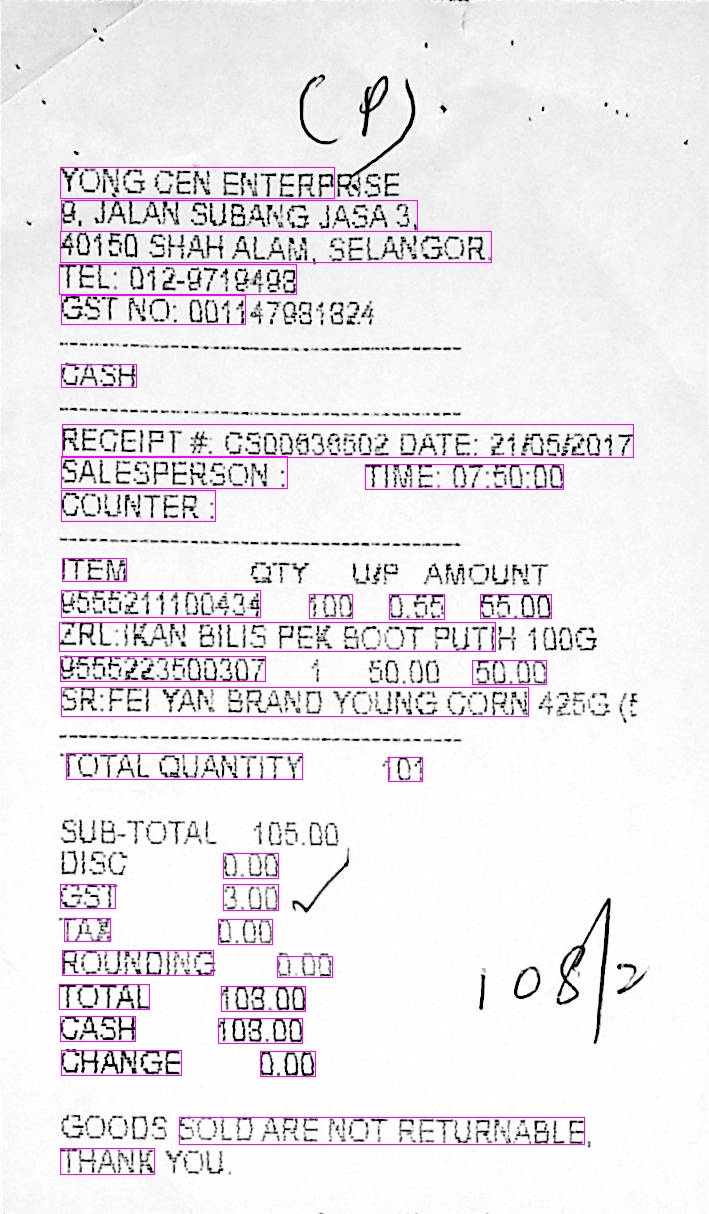 (P)
YONG CEN ENTERPRISE
9, JALAN SUBANG JASA 3,
40150 SHAH ALAM, SELANGOR.
TEL: 012-9719498
GST NO: 001147981824
CASH
RECEIPT #: CS00636502 DATE: 21/05/2017
SALESPERSON : TIME: 07:50:00
COUNTER :
ITEM QTY U/P AMOUNT
9555211100434 100 0.55 55.00
ZRL:IKAN BILIS PEK BOOT PUTIH 100G
9555223500307 1 50.00 50.00
SR:FEI YAN BRAND YOUNG CORN 425G (5
TOTAL QUANTITY 101
SUB-TOTAL 105.00
DISC 0.00
GST 3.00
TAX 0.00
ROUNDING 0.00
TOTAL 108.00
CASH 108.00
CHANGE 0.00
108/2
GOODS SOLD ARE NOT RETURNABLE,
THANK YOU.